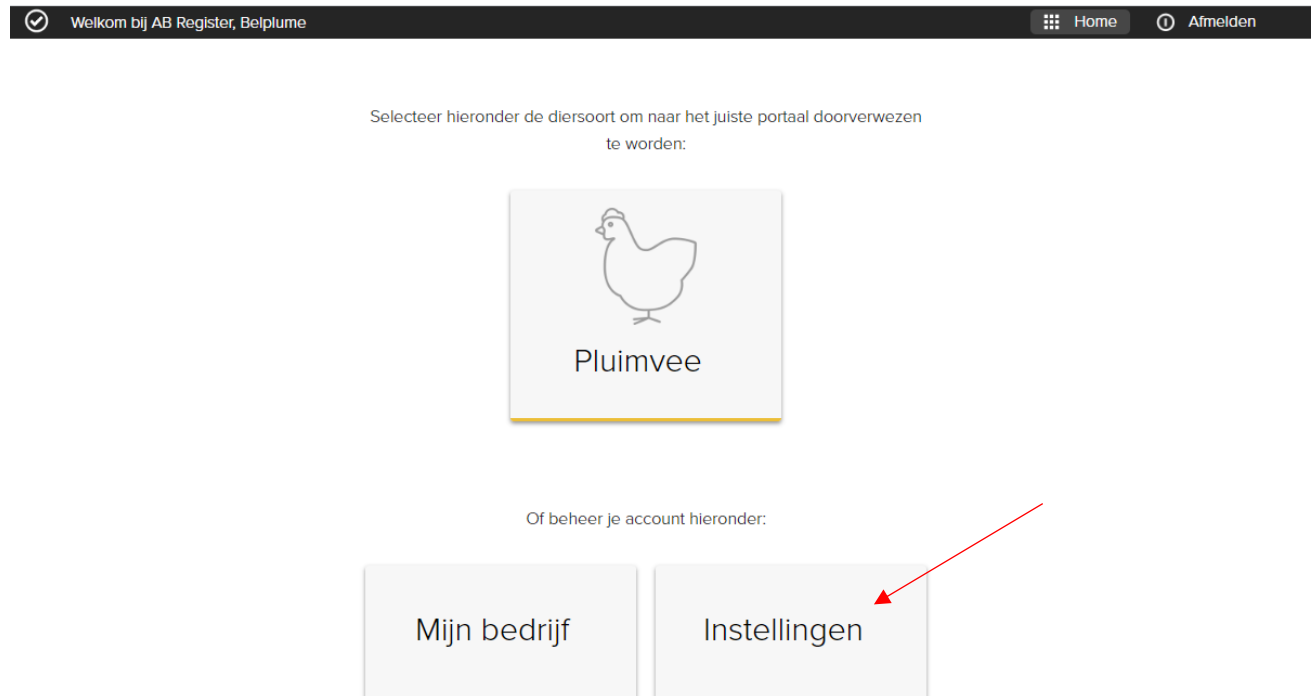 Welkom bij AB Register, Belplume
Home
Afmelden
Selecteer hieronder de diersoort om naar het juiste portaal doorverwezen
te worden:
Pluimvee
Of beheer je account hieronder:
Mijn bedrijf
Instellingen